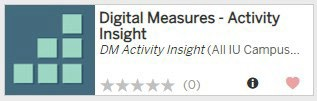 Digital Measures - Activity
Insight
DM Activity Insight (All IU Campus...
(0)